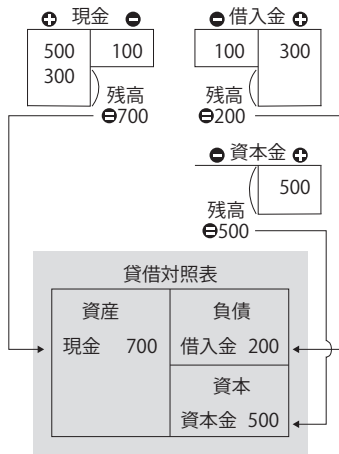 ⊕ 現金 ⊖
500 100
300
残高
⊜700
⊖ 借入金 ⊕
100 300
残高
⊜200
⊖ 資本金 ⊕
500
残高
⊜500
貸借対照表
資産 負債
現金 700 借入金 200
資本
資本金 500